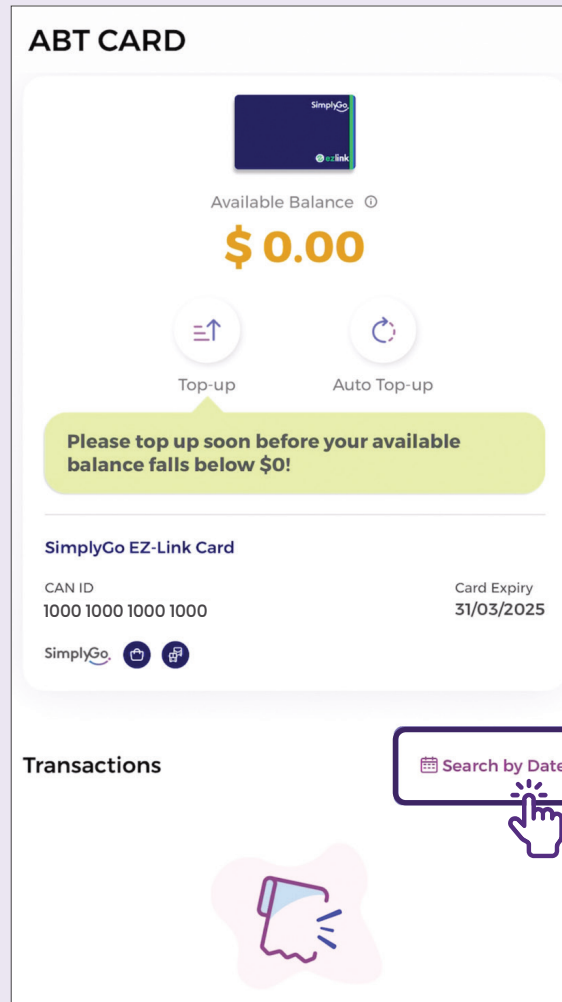 ABT CARD
SimplyGo
ezlink
Available Balance
$ 0.00
Top-up
Auto Top-up
Please top up soon before your available
balance falls below $0!
SimplyGo EZ-Link Card
CAN ID
Card Expiry
1000 1000 1000 1000
31/03/2025
SimplyGo
Transactions
Search by Date